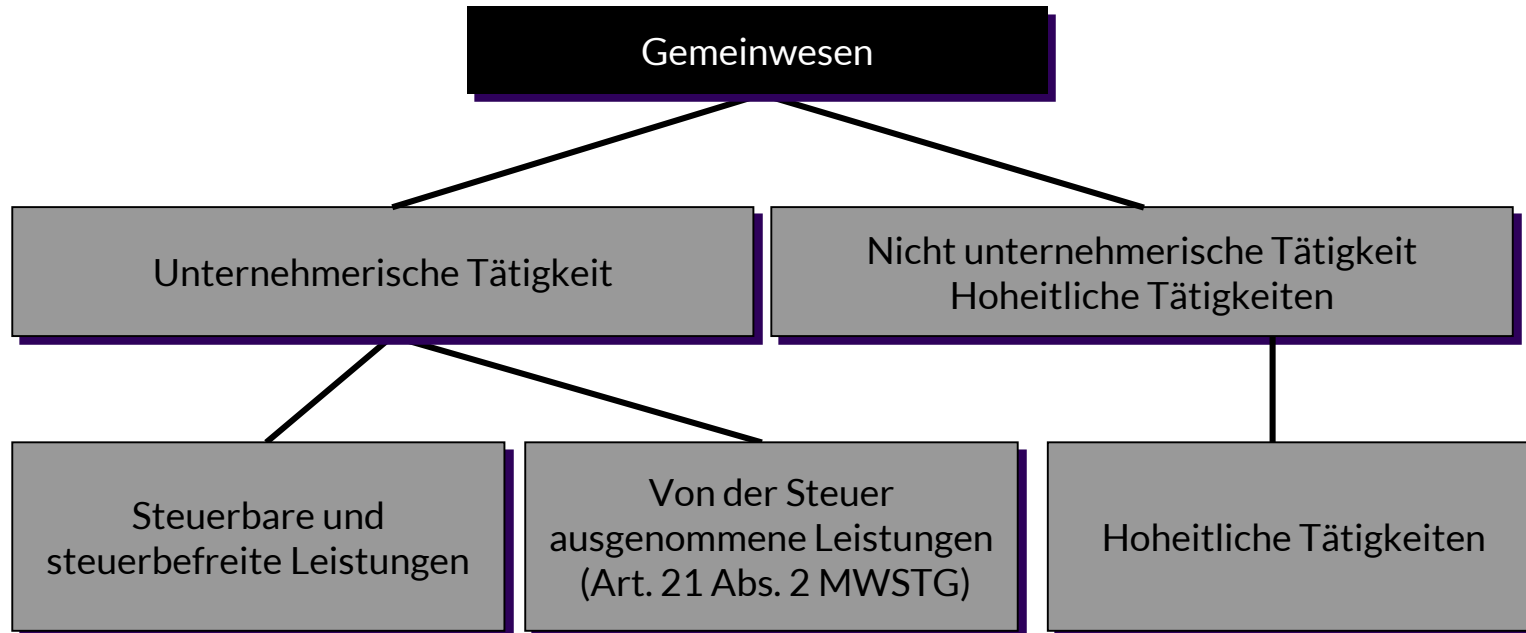 Gemeinwesen
Unternehmerische Tätigkeit
Nicht unternehmerische Tätigkeit
Hoheitliche Tätigkeiten
Steuerbare und
steuerbefreite Leistungen
Von der Steuer
ausgenommene Leistungen
(Art. 21 Abs. 2 MWSTG)
Hoheitliche Tätigkeiten